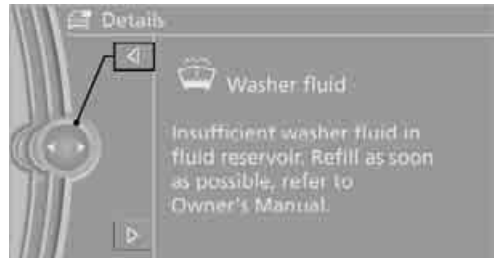 Details
Washer fluid
Insufficient washer fluid in
fluid reservoir. Refill as soon
as possible, refer to
Owner's Manual.